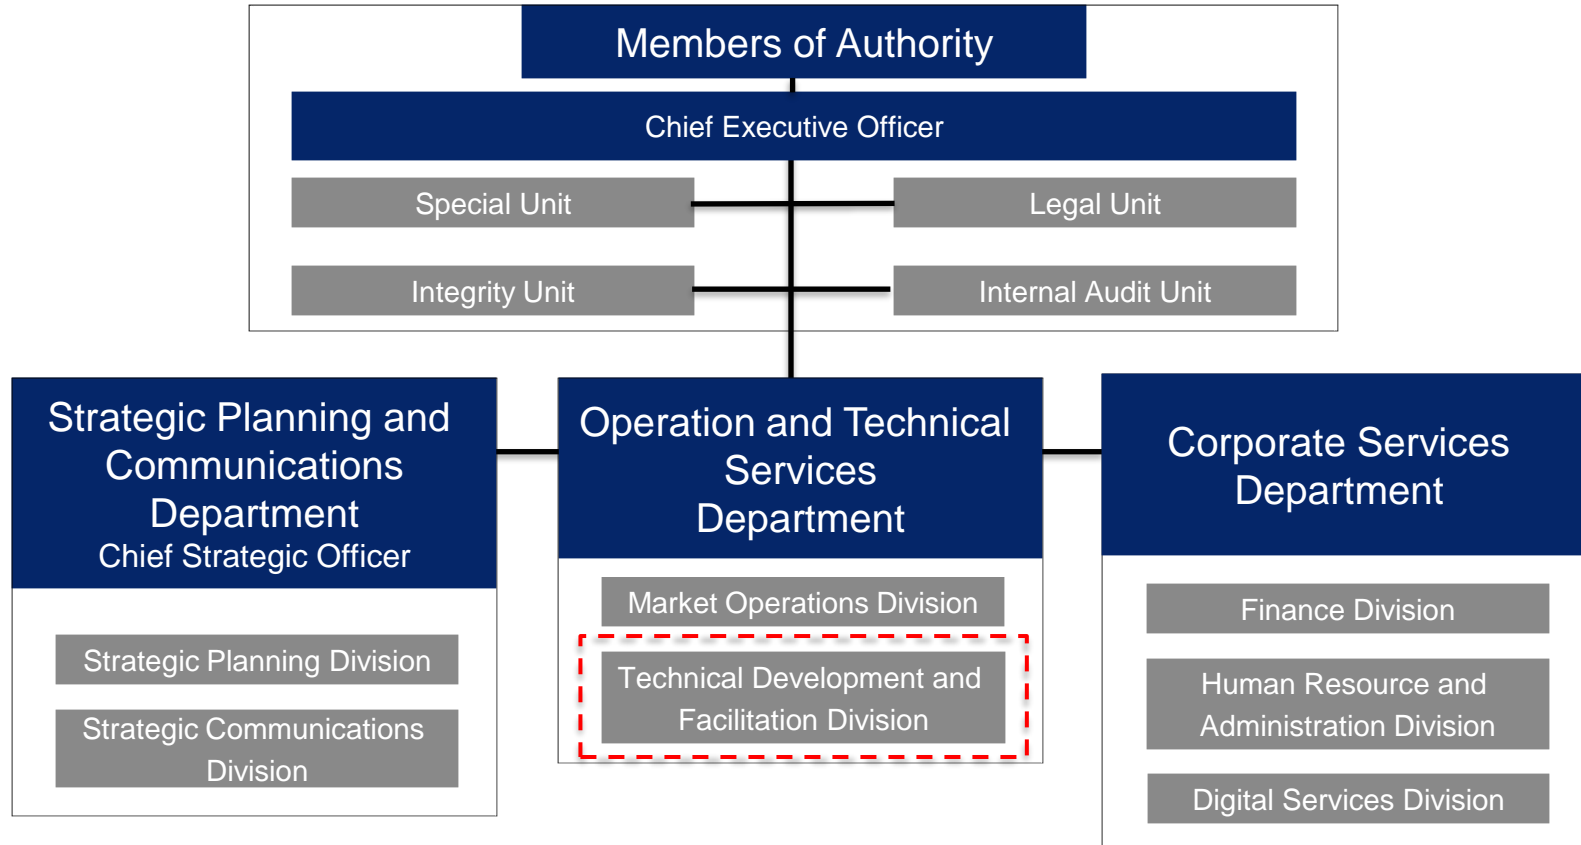 Members of Authority
Chief Executive Officer
Special Unit
Legal Unit
Integrity Unit
Internal Audit Unit
Strategic Planning and
Communications
Department
Chief Strategic Officer
Strategic Planning Division
Strategic Communications
Division
Operation and Technical
Services
Department
Market Operations Division
Technical Development and
Facilitation Division
Corporate Services
Department
Finance Division
Human Resource and
Administration Division
Digital Services Division